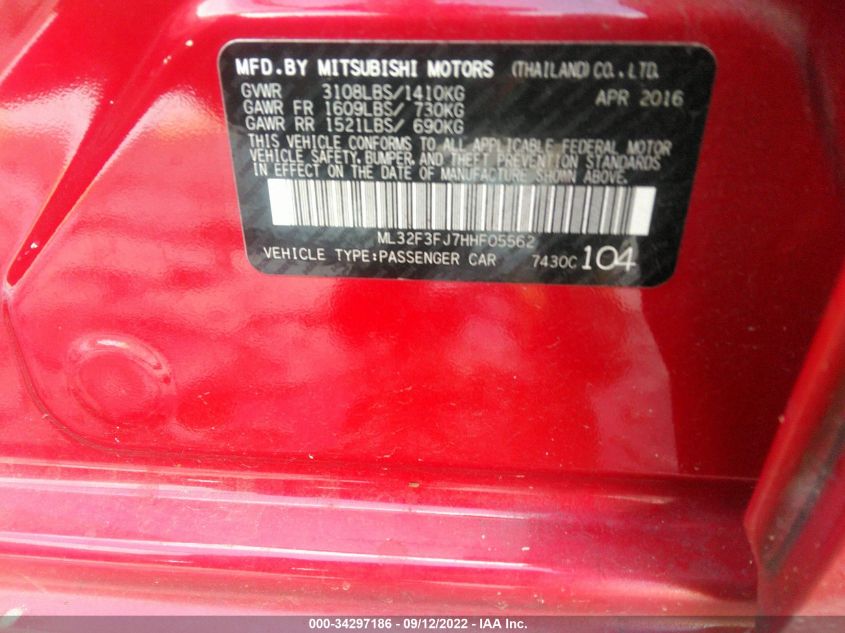 MFD.BY MITSUBISHI MOTORS (THAILAND) CO.,LTD.
GVWR 3108LBS/1410KG APR 2016
GAWR FR 1609LBS/ 730KG
GAWR RR 1521LBS/ 690KG
THIS VEHICLE CONFORMS TO ALL APPLICABLE FEDERAL MOTOR
VEHICLE SAFETY, BUMPER, AND THEFT PREVENTION STANDARDS
IN EFFECT ON THE DATE OF MANUFACTURE SHOWN ABOVE.
ML32F3FJ7HHF05562
VEHICLE TYPE:PASSENGER CAR 7430C 104
000-34297186 - 09/12/2022 - IAA Inc.